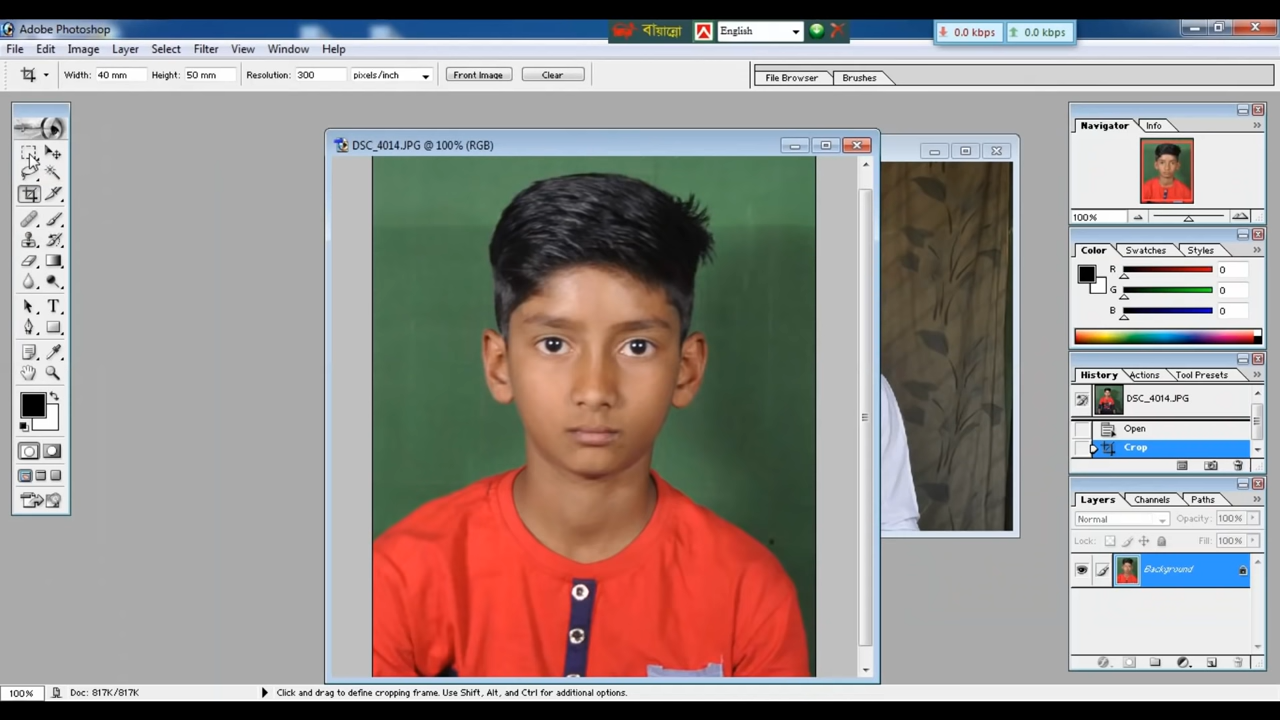 Adobe Photoshop
বায়ান্নো
English
0.0 kbps
0.0 kbps
File Edit Image Layer Select Filter View Window Help
Width: 40 mm Height: 50 mm Resolution: 300 pixels/inch Front Image Clear
File Browser Brushes
DSC_4014.JPG @ 100% (RGB)
Navigator Info
100%
Color Swatches Styles
R 0
G 0
B 0
History Actions Tool Presets
DSC_4014.JPG
Open
Crop
Layers Channels Paths
Normal Opacity: 100%
Lock: Fill: 100%
Background
T
100% Doc: 817K/817K Click and drag to define cropping frame. Use Shift, Alt, and Ctrl for additional options.